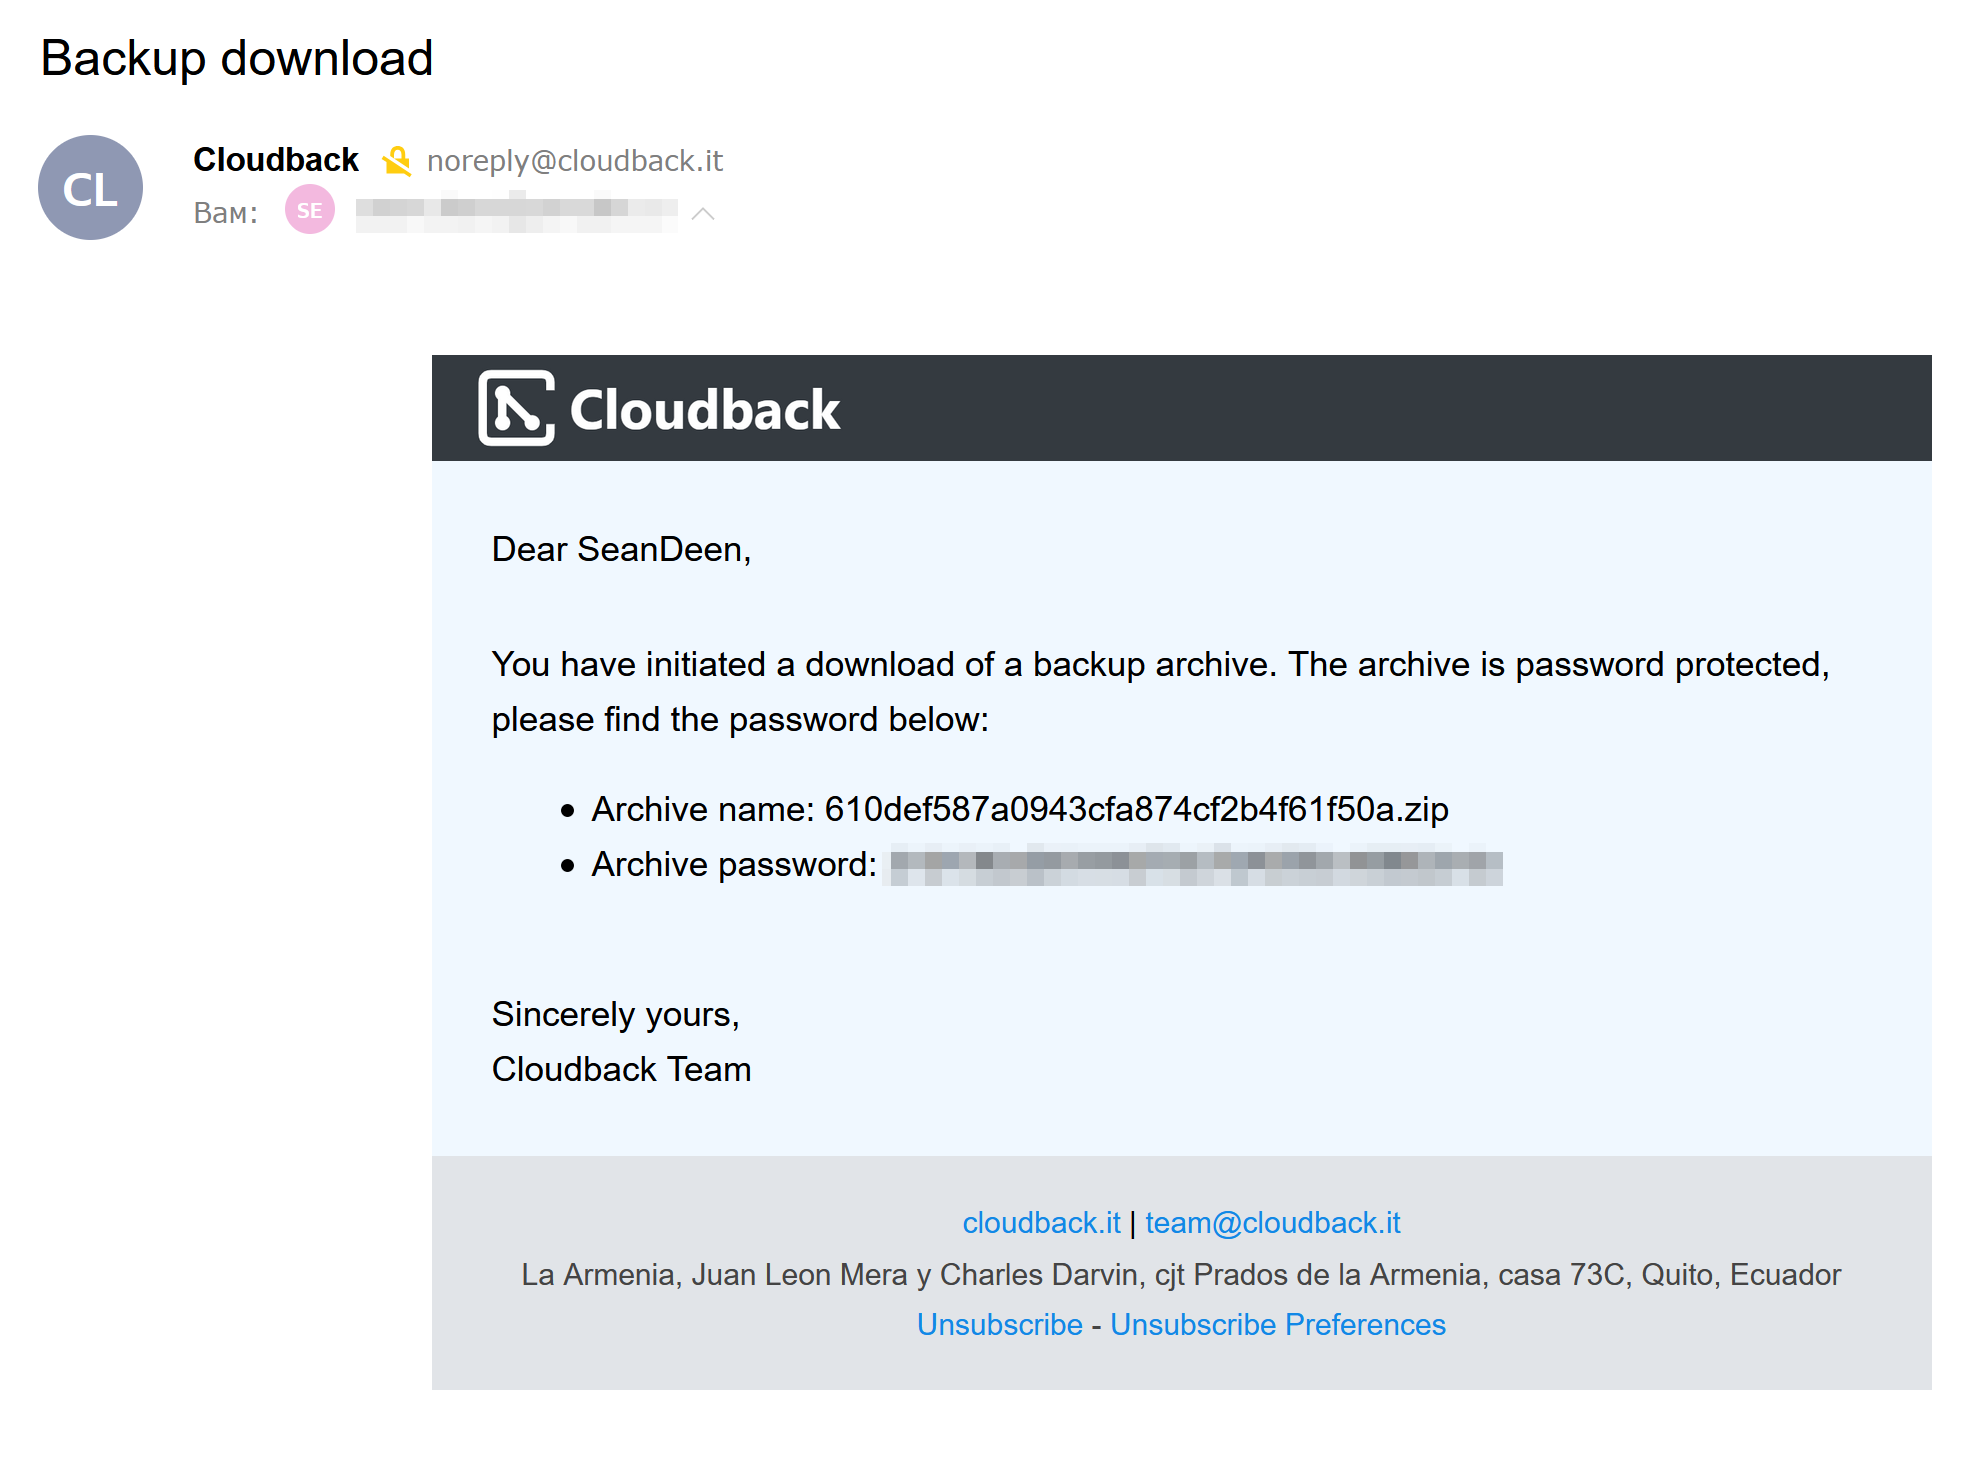 Backup download
CL
Cloudback noreply@cloudback.it
Вам: SE
Cloudback
Dear SeanDeen,
You have initiated a download of a backup archive. The archive is password protected,
please find the password below:
• Archive name: 610def587a0943cfa874cf2b4f61f50a.zip
• Archive password:
Sincerely yours,
Cloudback Team
cloudback.it | team@cloudback.it
La Armenia, Juan Leon Mera y Charles Darvin, cjt Prados de la Armenia, casa 73C, Quito, Ecuador
Unsubscribe - Unsubscribe Preferences